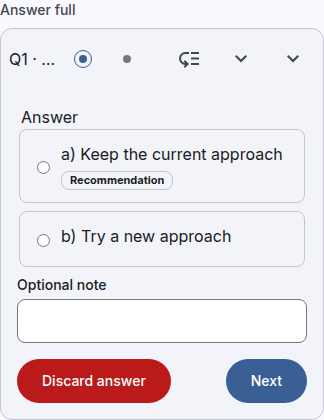 Answer full
Q1 · ...
Answer
a) Keep the current approach
Recommendation
b) Try a new approach
Optional note
Discard answer
Next